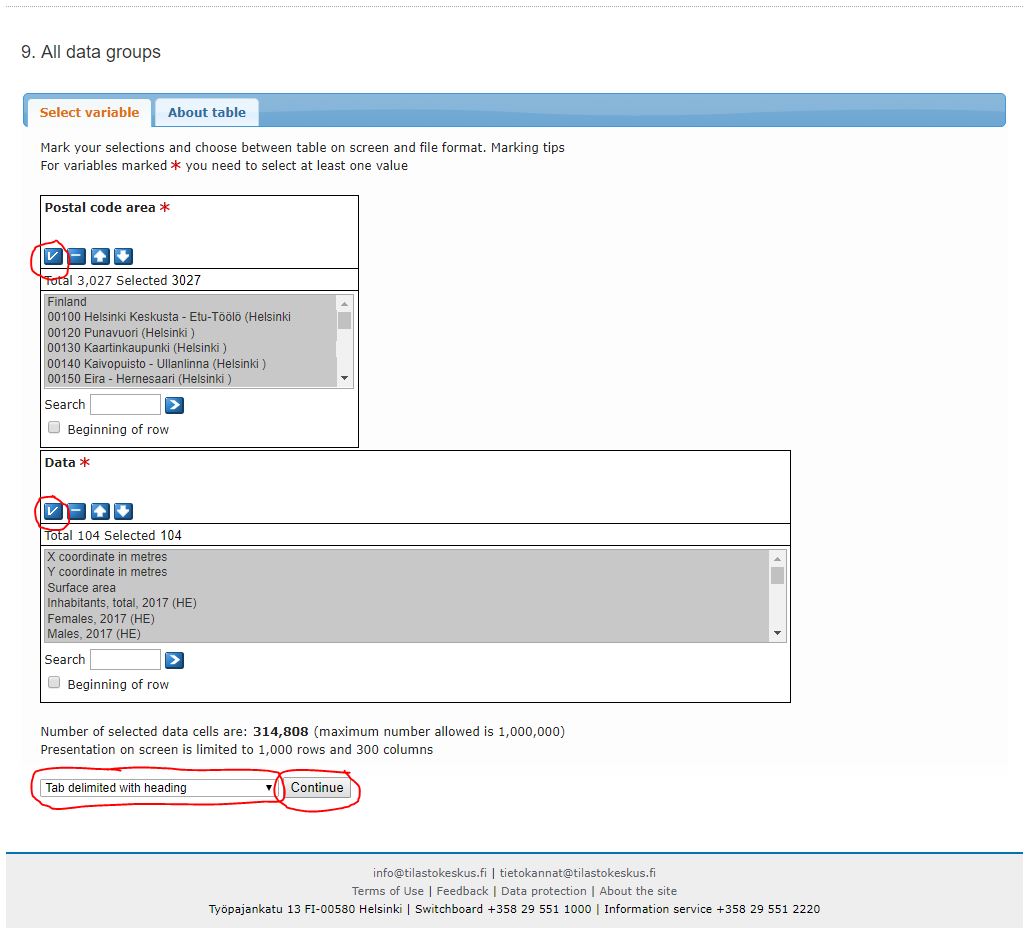 9. All data groups
Select variable About table
Mark your selections and choose between table on screen and file format. Marking tips
For variables marked * you need to select at least one value
Postal code area *
Total 3,027 Selected 3027
Finland
00100 Helsinki Keskusta - Etu-Töölö (Helsinki
00120 Punavuori (Helsinki )
00130 Kaartinkaupunki (Helsinki )
00140 Kaivopuisto - Ullanlinna (Helsinki )
00150 Eira - Hernesaari (Helsinki )
Search
Beginning of row
Data *
Total 104 Selected 104
X coordinate in metres
Y coordinate in metres
Surface area
Inhabitants, total, 2017 (HE)
Females, 2017 (HE)
Males, 2017 (HE)
Search
Beginning of row
Number of selected data cells are: 314,808 (maximum number allowed is 1,000,000)
Presentation on screen is limited to 1,000 rows and 300 columns
Tab delimited with heading Continue
info@tilastokeskus.fi | tietokannat@tilastokeskus.fi
Terms of Use | Feedback | Data protection | About the site
Työpajankatu 13 FI-00580 Helsinki | Switchboard +358 29 551 1000 | Information service +358 29 551 2220